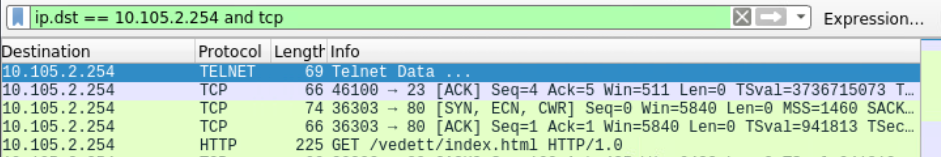 ip.dst == 10.105.2.254 and tcp Expression…
Destination Protocol Length Info
10.105.2.254 TELNET 69 Telnet Data ...
10.105.2.254 TCP 66 46100 → 23 [ACK] Seq=4 Ack=5 Win=511 Len=0 TSval=3736715073 T…
10.105.2.254 TCP 74 36303 → 80 [SYN, ECN, CWR] Seq=0 Win=5840 Len=0 MSS=1460 SACK…
10.105.2.254 TCP 66 36303 → 80 [ACK] Seq=1 Ack=1 Win=5840 Len=0 TSval=941813 TSec…
10.105.2.254 HTTP 225 GET /vedett/index.html HTTP/1.0